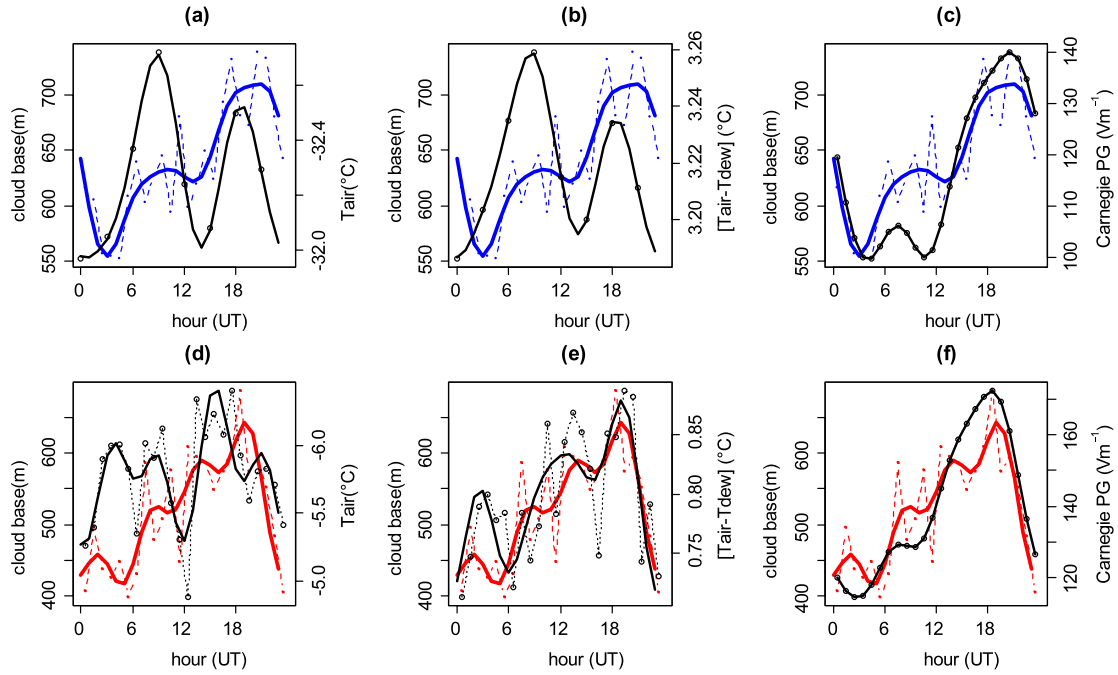 (a)
cloud base(m)
700
650
600
550
-32.4
-32.0
Tair(°C)
0 6 12 18
hour (UT)
(b)
cloud base(m)
700
650
600
550
3.26
3.24
3.22
3.20
[Tair-Tdew] (°C)
0 6 12 18
hour (UT)
(c)
cloud base(m)
700
650
600
550
140
130
120
110
100
Carnegie PG (Vm⁻¹)
0 6 12 18
hour (UT)
(d)
cloud base(m)
600
500
400
-6.0
-5.5
-5.0
Tair(°C)
0 6 12 18
hour (UT)
(e)
cloud base(m)
600
500
400
0.85
0.80
0.75
[Tair-Tdew] (°C)
0 6 12 18
hour (UT)
(f)
cloud base(m)
600
500
400
160
140
120
Carnegie PG (Vm⁻¹)
0 6 12 18
hour (UT)